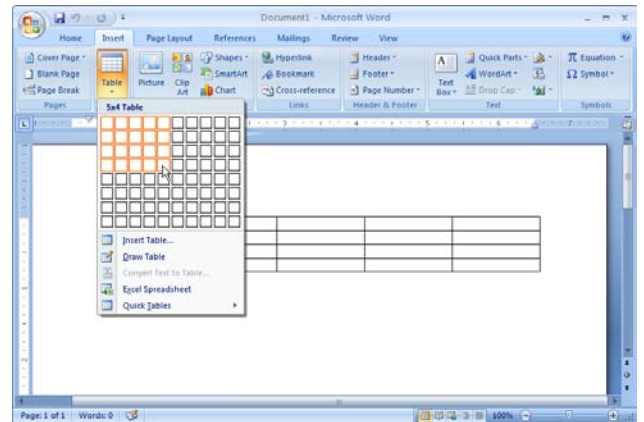 Document1 - Microsoft Word
Home Insert Page Layout References Mailings Review View
Cover Page
Blank Page
Page Break
Pages
Table
Picture
Clip Art
Shapes
SmartArt
Chart
Hyperlink
Bookmark
Cross-reference
Links
Header
Footer
Page Number
Header & Footer
Text Box
Quick Parts
WordArt
Drop Cap
Text
Equation
Symbol
Symbols
5x4 Table
Insert Table...
Draw Table
Convert Text to Table...
Excel Spreadsheet
Quick Tables
Page: 1 of 1 Words: 0 100%